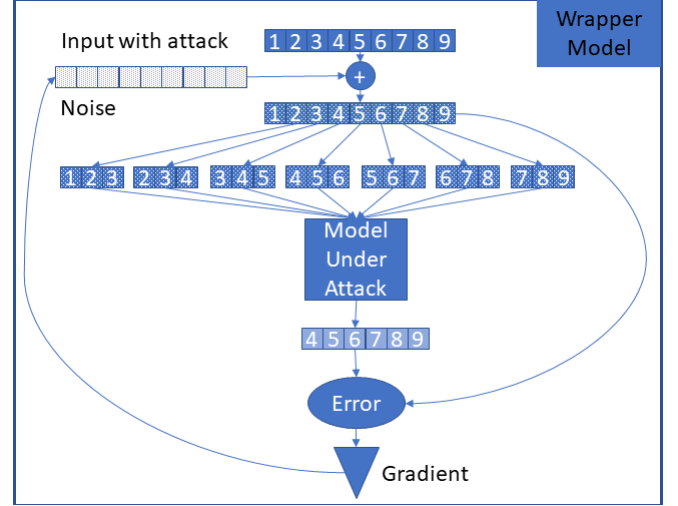 Wrapper
Model
Input with attack
1 2 3 4 5 6 7 8 9
+
Noise
1 2 3 4 5 6 7 8 9
1 2 3
2 3 4
3 4 5
4 5 6
5 6 7
6 7 8
7 8 9
Model
Under
Attack
4 5 6 7 8 9
Error
Gradient